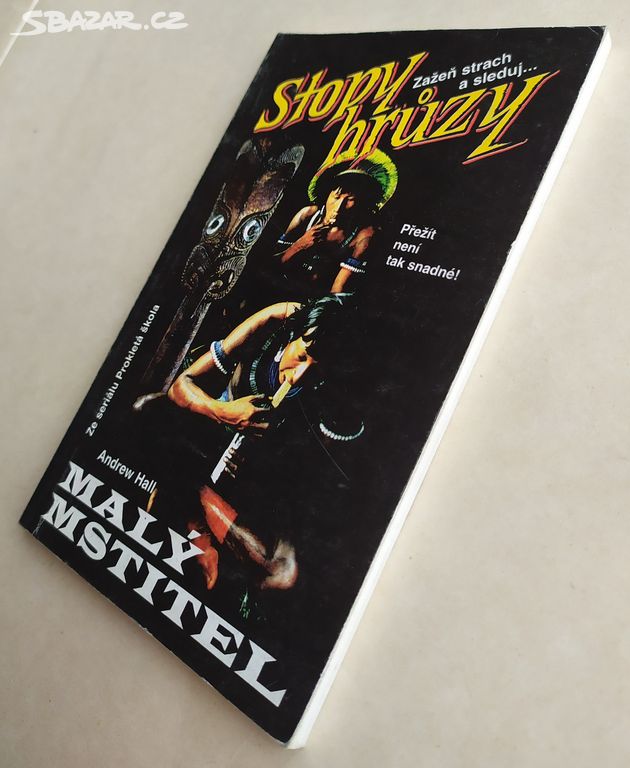 SBAZAR.CZ
Zažeň strach
a sleduj...
Stopy
hrůzy
Přežít
není
tak snadné!
Ze seriálu Prokletá škola
Andrew Hall
MALÝ
MSTITEL